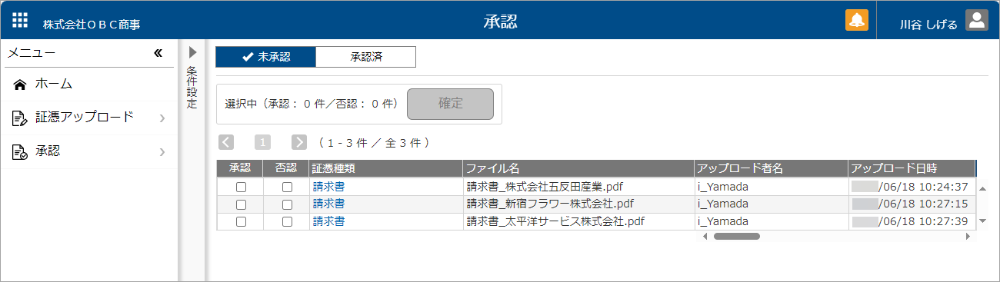 株式会社ＯＢＣ商事
承認
川谷 しげる
メニュー
ホーム
証憑アップロード
承認
条件設定
未承認
承認済
選択中（承認： 0 件／否認： 0 件）
確定
1
（ 1 - 3 件 ／ 全 3 件 ）
承認 否認 証憑種類 ファイル名 アップロード者名 アップロード日時
請求書 請求書_株式会社五反田産業.pdf i_Yamada /06/18 10:24:37
請求書 請求書_新宿フラワー株式会社.pdf i_Yamada /06/18 10:27:15
請求書 請求書_太平洋サービス株式会社.pdf i_Yamada /06/18 10:27:39